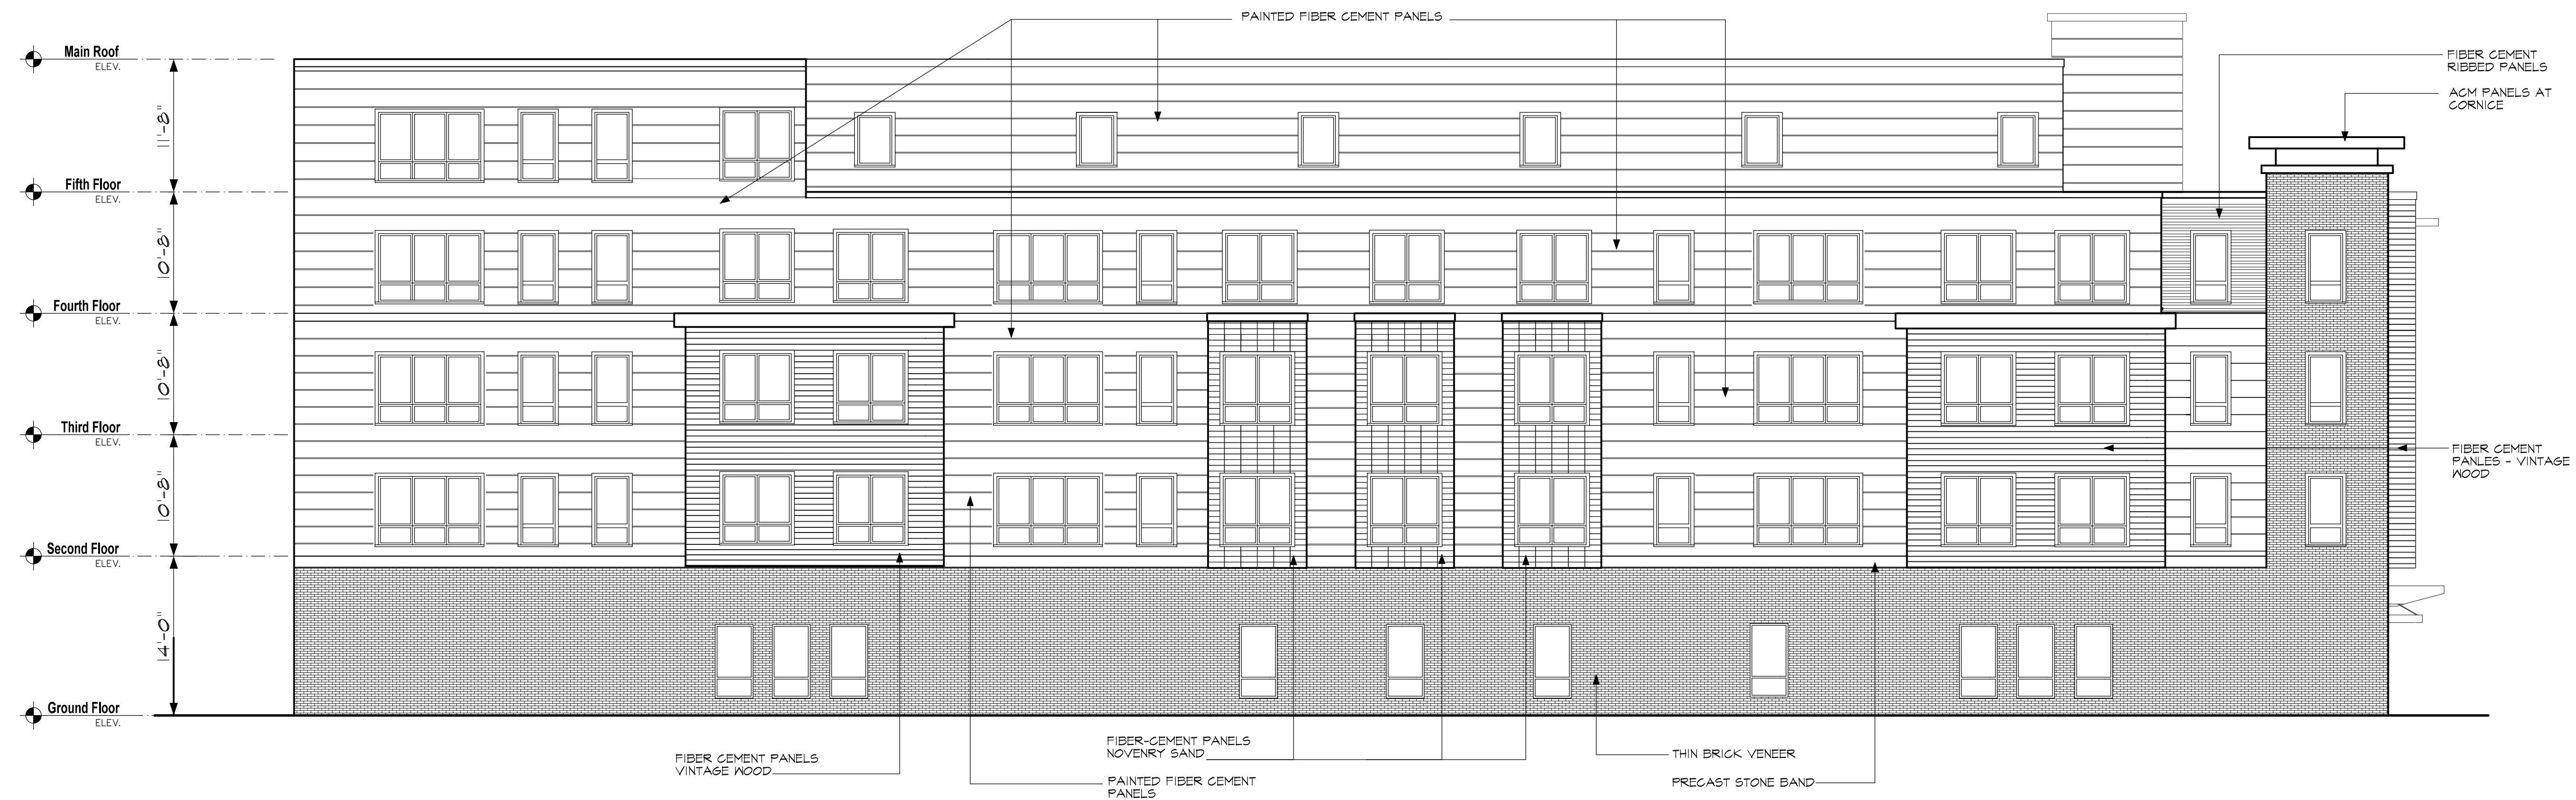 PAINTED FIBER CEMENT PANELS
Main Roof
ELEV.
FIBER CEMENT
RIBBED PANELS
ACM PANELS AT
CORNICE
11'-8"
Fifth Floor
ELEV.
10'-8"
Fourth Floor
ELEV.
10'-8"
Third Floor
ELEV.
FIBER CEMENT
PANLES - VINTAGE
WOOD
10'-8"
Second Floor
ELEV.
14'-0"
Ground Floor
ELEV.
FIBER CEMENT PANELS
VINTAGE WOOD
FIBER-CEMENT PANELS
NOVENRY SAND
PAINTED FIBER CEMENT
PANELS
THIN BRICK VENEER
PRECAST STONE BAND